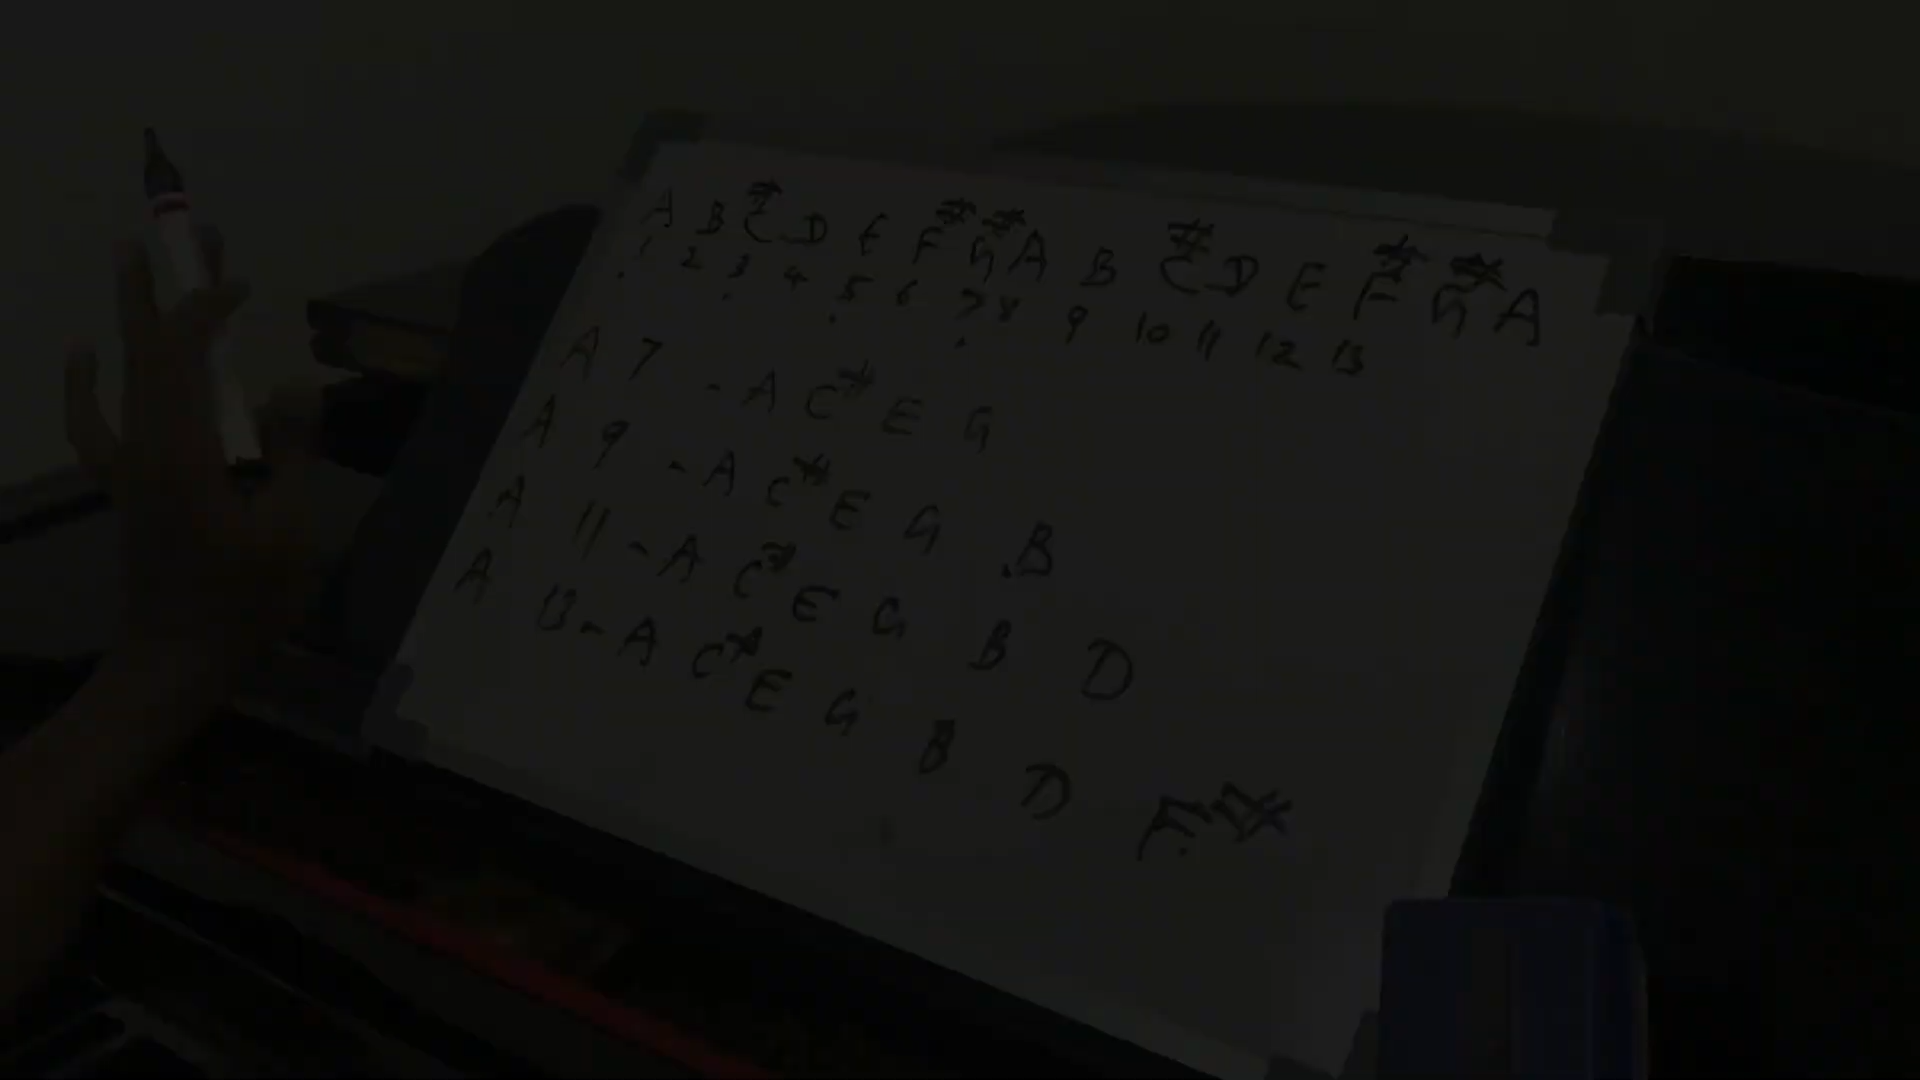 A B C# D E F# G# A B C# D E F# G# A
1 2 3 4 5 6 7 8 9 10 11 12 13
A 7 - A C# E G
A 9 - A C# E G B
A 11 - A C# E G B D
A 13 - A C# E G B D F#